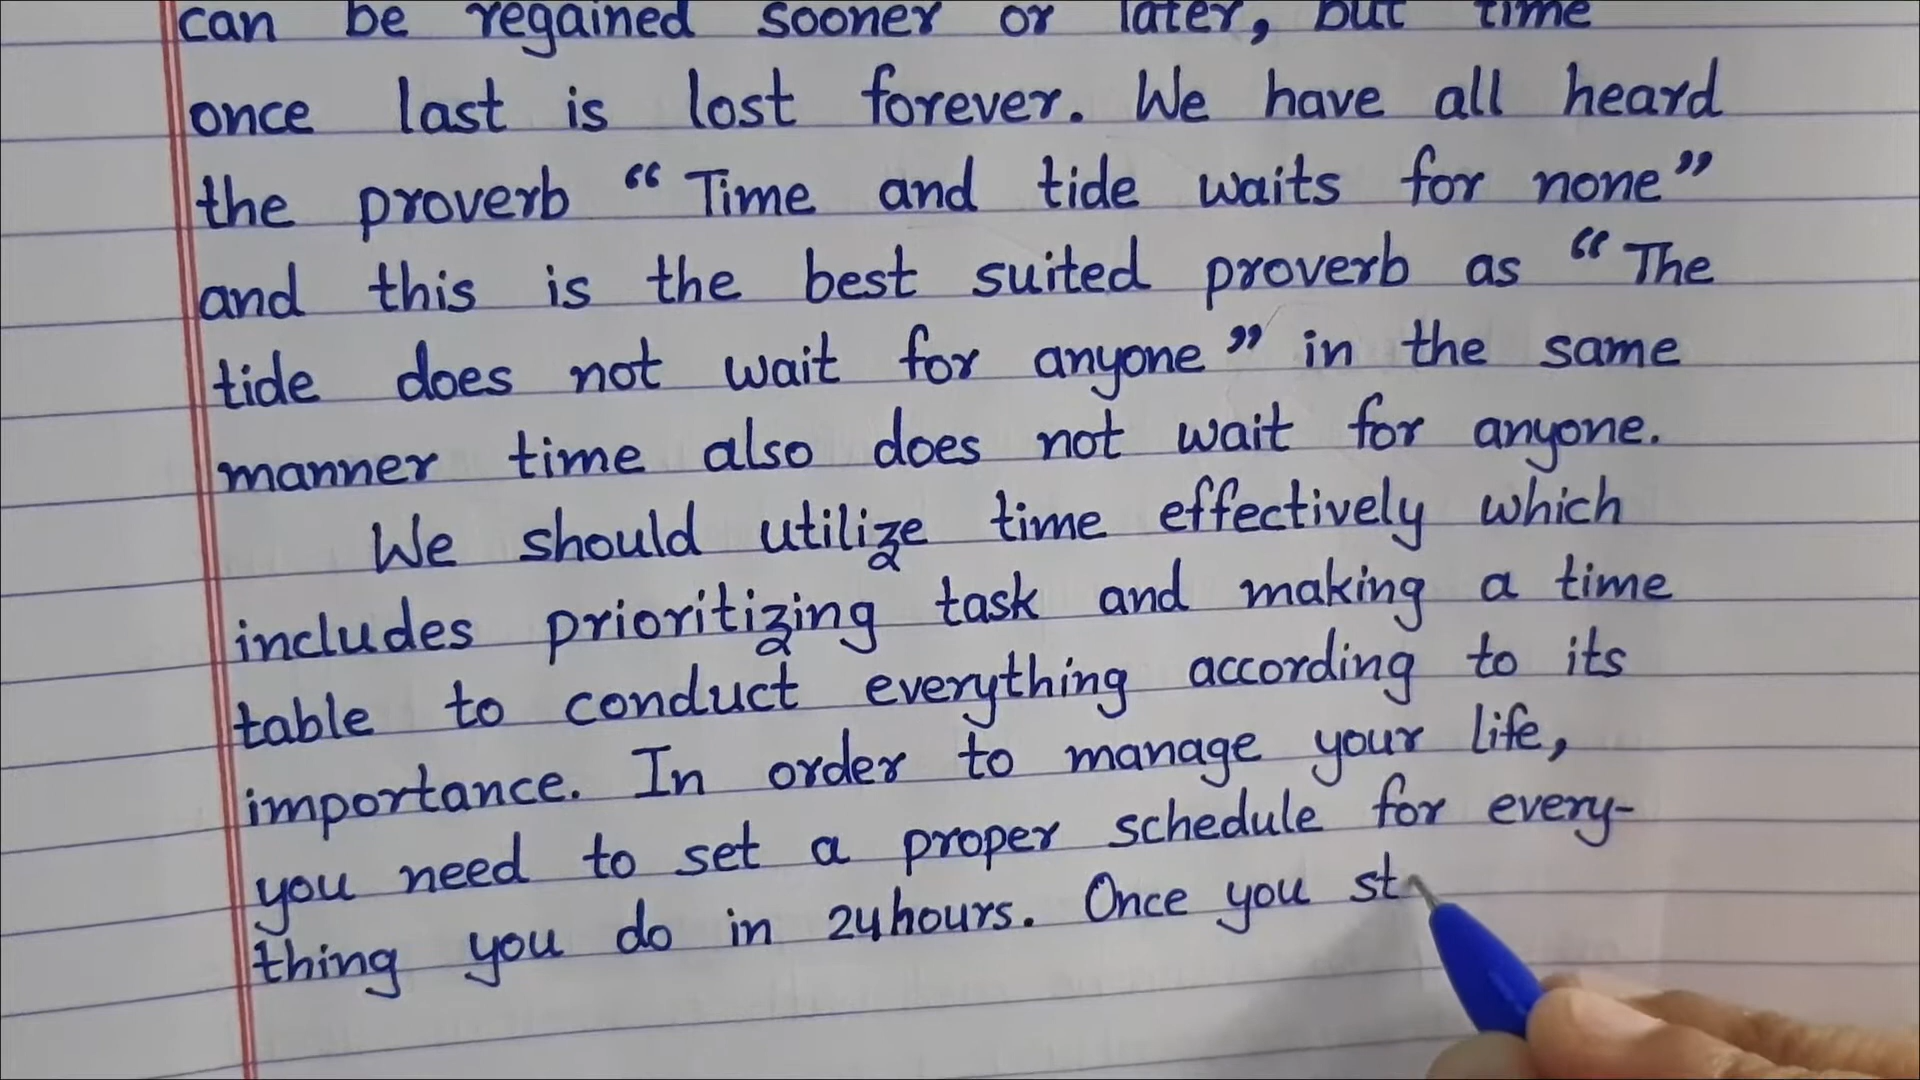 can be regained sooner or later, but time
once last is lost forever. We have all heard
the proverb “Time and tide waits for none”
and this is the best suited proverb as “The
tide does not wait for anyone” in the same
manner time also does not wait for anyone.
We should utilize time effectively which
includes prioritizing task and making a time
table to conduct everything according to its
importance. In order to manage your life,
you need to set a proper schedule for every-
thing you do in 24hours. Once you st